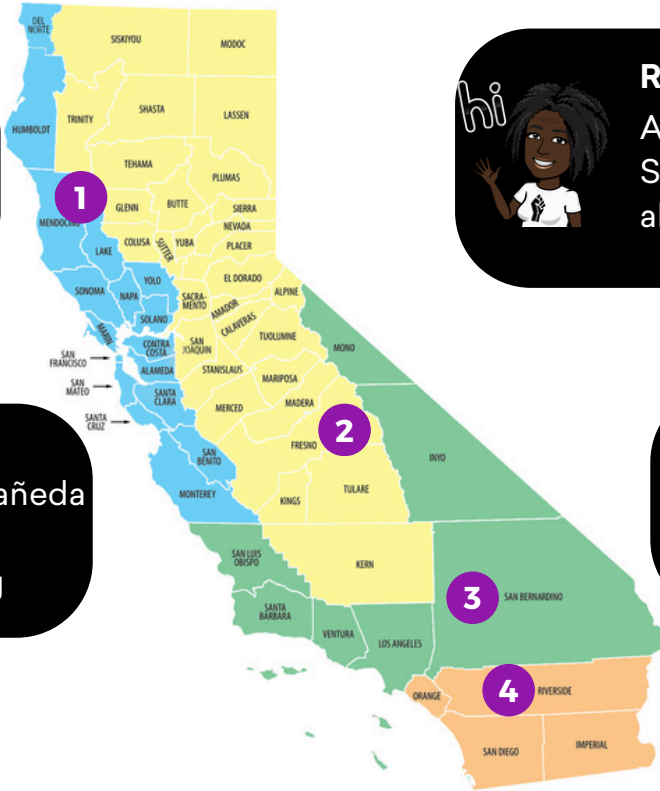 DEL
NORTE
SISKIYOU
MODOC
HUMBOLDT
TRINITY
SHASTA
LASSEN
TEHAMA
PLUMAS
1
MENDOCINO
GLENN
BUTTE
SIERRA
NEVADA
COLUSA
SUTTER
YUBA
PLACER
LAKE
SONOMA
NAPA
YOLO
EL DORADO
SACRA-
MENTO
AMADOR
ALPINE
SOLANO
MARIN
CALAVERAS
CONTRA
COSTA
SAN
JOAQUIN
TUOLUMNE
MONO
SAN
FRANCISCO
ALAMEDA
STANISLAUS
MARIPOSA
SAN
MATEO
SANTA
CLARA
MERCED
MADERA
SANTA
CRUZ
2
FRESNO
SAN
BENITO
INYO
MONTEREY
KINGS
TULARE
SAN LUIS
OBISPO
KERN
3
SAN BERNARDINO
SANTA
BARBARA
VENTURA
LOS ANGELES
4
ORANGE
RIVERSIDE
SAN DIEGO
IMPERIAL
hi
R
A
S
al
añeda
g